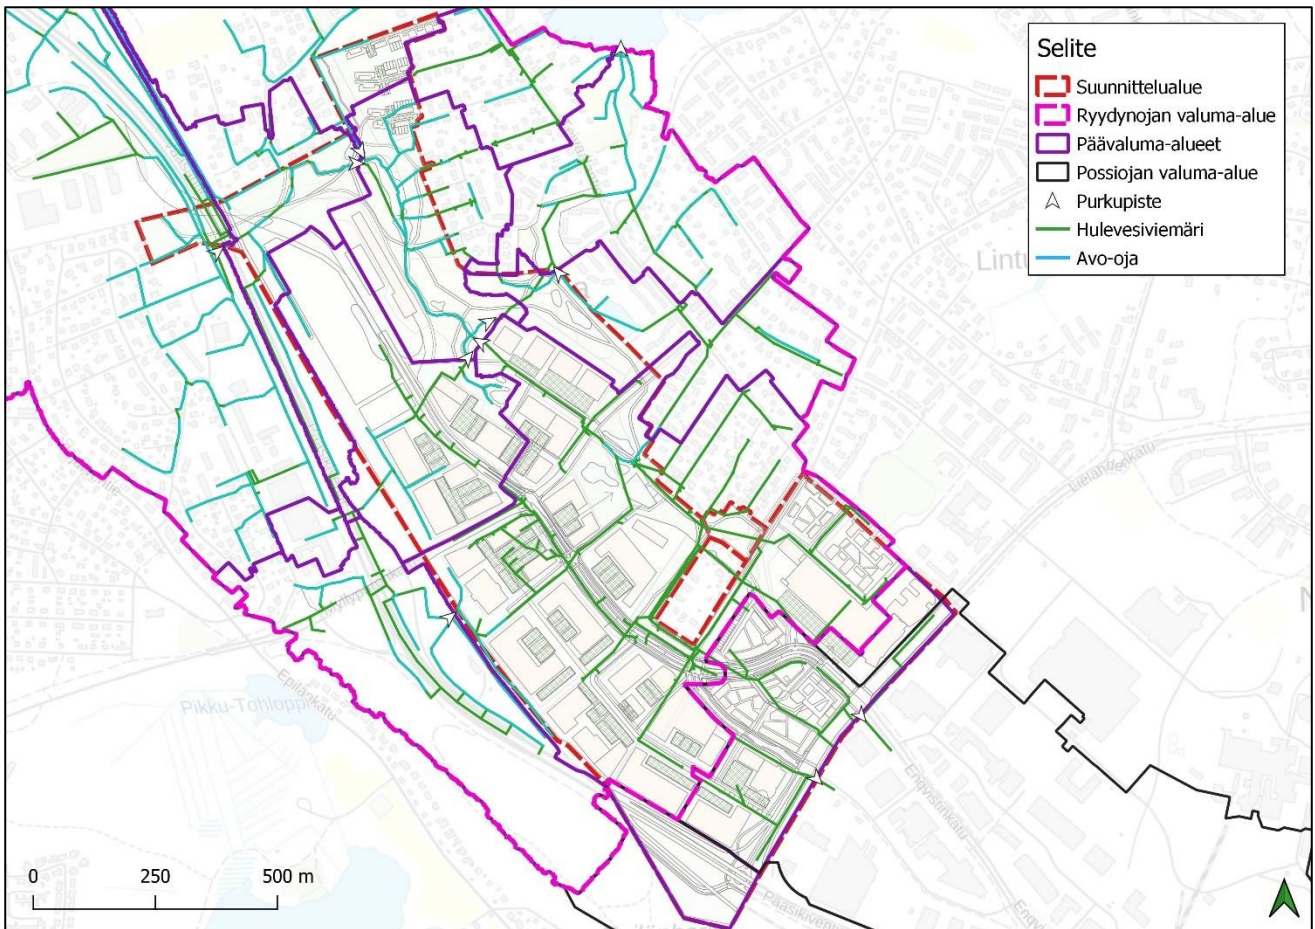 Selite
Suunnittelualue
Ryydynojan valuma-alue
Päävaluma-alueet
Possiojan valuma-alue
Purkupiste
Hulevesiviemäri
Avo-oja
Lielahdenkatu
Epilänkatu
Pikku-Tohloppi
Enqvistinkatu
0 250 500 m